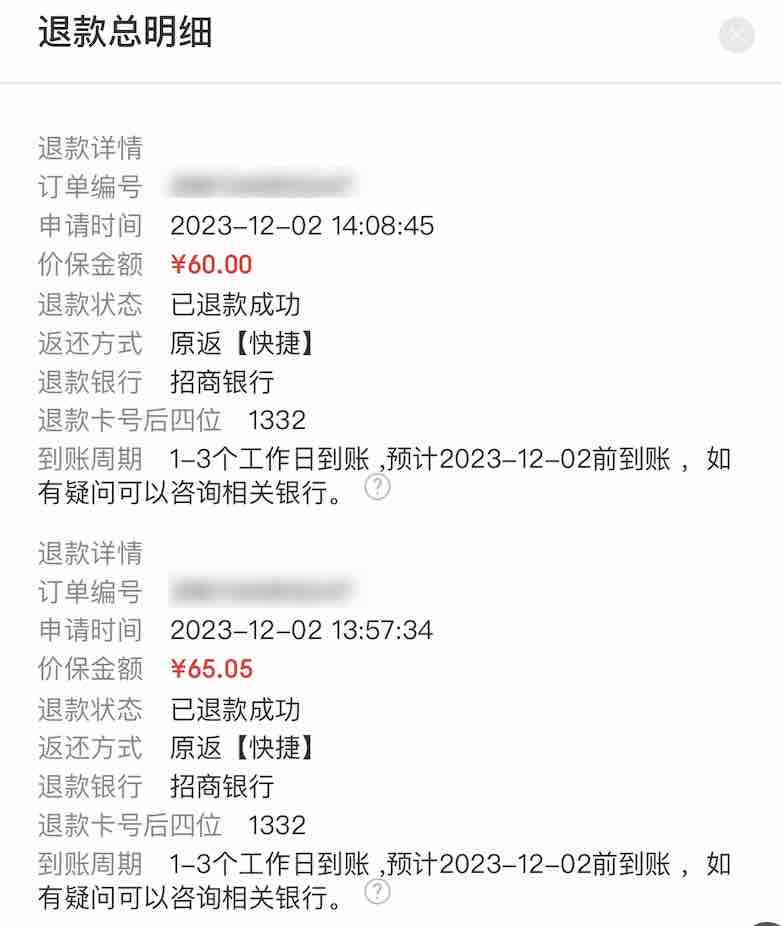 退款总明细
退款详情
订单编号
申请时间 2023-12-02 14:08:45
价保金额 ¥60.00
退款状态 已退款成功
返还方式 原返【快捷】
退款银行 招商银行
退款卡号后四位 1332
到账周期 1-3个工作日到账 ,预计2023-12-02前到账 ，如
有疑问可以咨询相关银行。 ?
退款详情
订单编号
申请时间 2023-12-02 13:57:34
价保金额 ¥65.05
退款状态 已退款成功
返还方式 原返【快捷】
退款银行 招商银行
退款卡号后四位 1332
到账周期 1-3个工作日到账 ,预计2023-12-02前到账 ，如
有疑问可以咨询相关银行。 ?